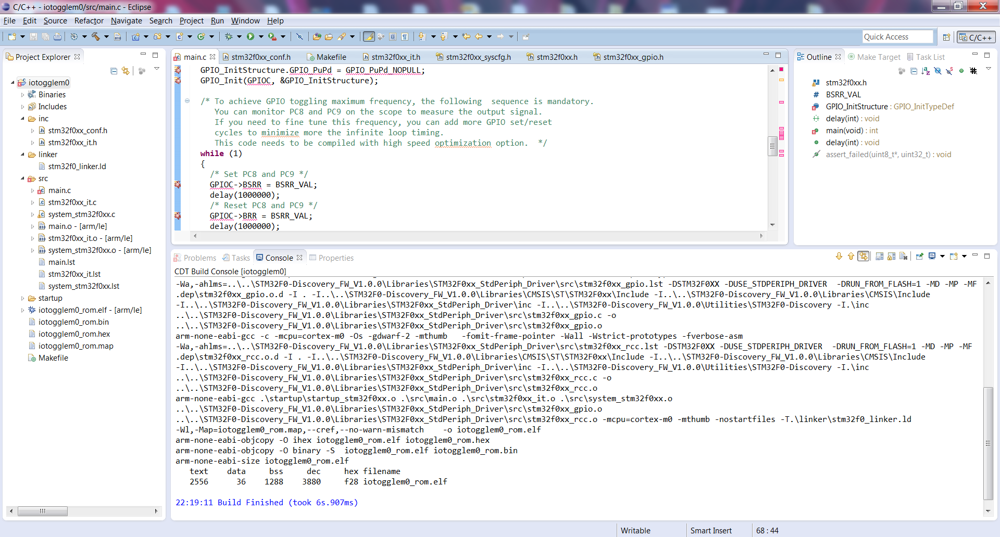 C/C++ - iotogglem0/src/main.c - Eclipse
File Edit Source Refactor Navigate Search Project Run Window Help
Quick Access
C/C++
Project Explorer
iotogglem0
Binaries
Includes
inc
stm32f0xx_conf.h
stm32f0xx_it.h
linker
stm32f0_linker.ld
src
main.c
stm32f0xx_it.c
system_stm32f0xx.c
main.o - [arm/le]
stm32f0xx_it.o - [arm/le]
system_stm32f0xx.o - [arm/le]
main.lst
stm32f0xx_it.lst
system_stm32f0xx.lst
startup
iotogglem0_rom.elf - [arm/le]
iotogglem0_rom.bin
iotogglem0_rom.hex
iotogglem0_rom.map
Makefile
main.c stm32f0xx_conf.h Makefile stm32f0xx_it.h stm32f0xx_syscfg.h stm32f0xx.h stm32f0xx_gpio.h
GPIO_InitStructure.GPIO_PuPd = GPIO_PuPd_NOPULL;
GPIO_Init(GPIOC, &GPIO_InitStructure);
/* To achieve GPIO toggling maximum frequency, the following  sequence is mandatory.
You can monitor PC8 and PC9 on the scope to measure the output signal.
If you need to fine tune this frequency, you can add more GPIO set/reset
cycles to minimize more the infinite loop timing.
This code needs to be compiled with high speed optimization option.  */
while (1)
{
/* Set PC8 and PC9 */
GPIOC->BSRR = BSRR_VAL;
delay(1000000);
/* Reset PC8 and PC9 */
GPIOC->BRR = BSRR_VAL;
delay(1000000);
Outline Make Target Task List
stm32f0xx.h
BSRR_VAL
GPIO_InitStructure : GPIO_InitTypeDef
delay(int) : void
main(void) : int
delay(int) : void
assert_failed(uint8_t*, uint32_t) : void
Problems Tasks Console Properties
CDT Build Console [iotogglem0]
-Wa,-ahlms=..\..\STM32F0-Discovery_FW_V1.0.0\Libraries\STM32F0xx_StdPeriph_Driver\src\stm32f0xx_gpio.lst -DSTM32F0XX -DUSE_STDPERIPH_DRIVER  -DRUN_FROM_FLASH=1 -MD -MP -MF
.dep\stm32f0xx_gpio.o.d -I . -I..\..\STM32F0-Discovery_FW_V1.0.0\Libraries\CMSIS\ST\STM32F0xx\Include -I..\..\STM32F0-Discovery_FW_V1.0.0\Libraries\CMSIS\Include
-I..\..\STM32F0-Discovery_FW_V1.0.0\Libraries\STM32F0xx_StdPeriph_Driver\inc -I..\..\STM32F0-Discovery_FW_V1.0.0\Utilities\STM32F0-Discovery -I.\inc
..\..\STM32F0-Discovery_FW_V1.0.0\Libraries\STM32F0xx_StdPeriph_Driver\src\stm32f0xx_gpio.c -o
..\..\STM32F0-Discovery_FW_V1.0.0\Libraries\STM32F0xx_StdPeriph_Driver\src\stm32f0xx_gpio.o
arm-none-eabi-gcc -c -mcpu=cortex-m0 -Os -gdwarf-2 -mthumb   -fomit-frame-pointer -Wall -Wstrict-prototypes -fverbose-asm
-Wa,-ahlms=..\..\STM32F0-Discovery_FW_V1.0.0\Libraries\STM32F0xx_StdPeriph_Driver\src\stm32f0xx_rcc.lst -DSTM32F0XX -DUSE_STDPERIPH_DRIVER  -DRUN_FROM_FLASH=1 -MD -MP -MF
.dep\stm32f0xx_rcc.o.d -I . -I..\..\STM32F0-Discovery_FW_V1.0.0\Libraries\CMSIS\ST\STM32F0xx\Include -I..\..\STM32F0-Discovery_FW_V1.0.0\Libraries\CMSIS\Include
-I..\..\STM32F0-Discovery_FW_V1.0.0\Libraries\STM32F0xx_StdPeriph_Driver\inc -I..\..\STM32F0-Discovery_FW_V1.0.0\Utilities\STM32F0-Discovery -I.\inc
..\..\STM32F0-Discovery_FW_V1.0.0\Libraries\STM32F0xx_StdPeriph_Driver\src\stm32f0xx_rcc.c -o
..\..\STM32F0-Discovery_FW_V1.0.0\Libraries\STM32F0xx_StdPeriph_Driver\src\stm32f0xx_rcc.o
arm-none-eabi-gcc .\startup\startup_stm32f0xx.o .\src\main.o .\src\stm32f0xx_it.o .\src\system_stm32f0xx.o
..\..\STM32F0-Discovery_FW_V1.0.0\Libraries\STM32F0xx_StdPeriph_Driver\src\stm32f0xx_gpio.o
..\..\STM32F0-Discovery_FW_V1.0.0\Libraries\STM32F0xx_StdPeriph_Driver\src\stm32f0xx_rcc.o -mcpu=cortex-m0 -mthumb -nostartfiles -T.\linker\stm32f0_linker.ld
-Wl,-Map=iotogglem0_rom.map,--cref,--no-warn-mismatch    -o iotogglem0_rom.elf
arm-none-eabi-objcopy -O ihex iotogglem0_rom.elf iotogglem0_rom.hex
arm-none-eabi-objcopy -O binary -S  iotogglem0_rom.elf iotogglem0_rom.bin
arm-none-eabi-size iotogglem0_rom.elf
text    data     bss     dec     hex filename
2556      36    1288    3880     f28 iotogglem0_rom.elf
22:19:11 Build Finished (took 6s.907ms)
Writable Smart Insert 68 : 44